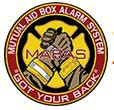 MUTUAL AID BOX ALARM SYSTEM
MABAS
"GOT YOUR BACK!"